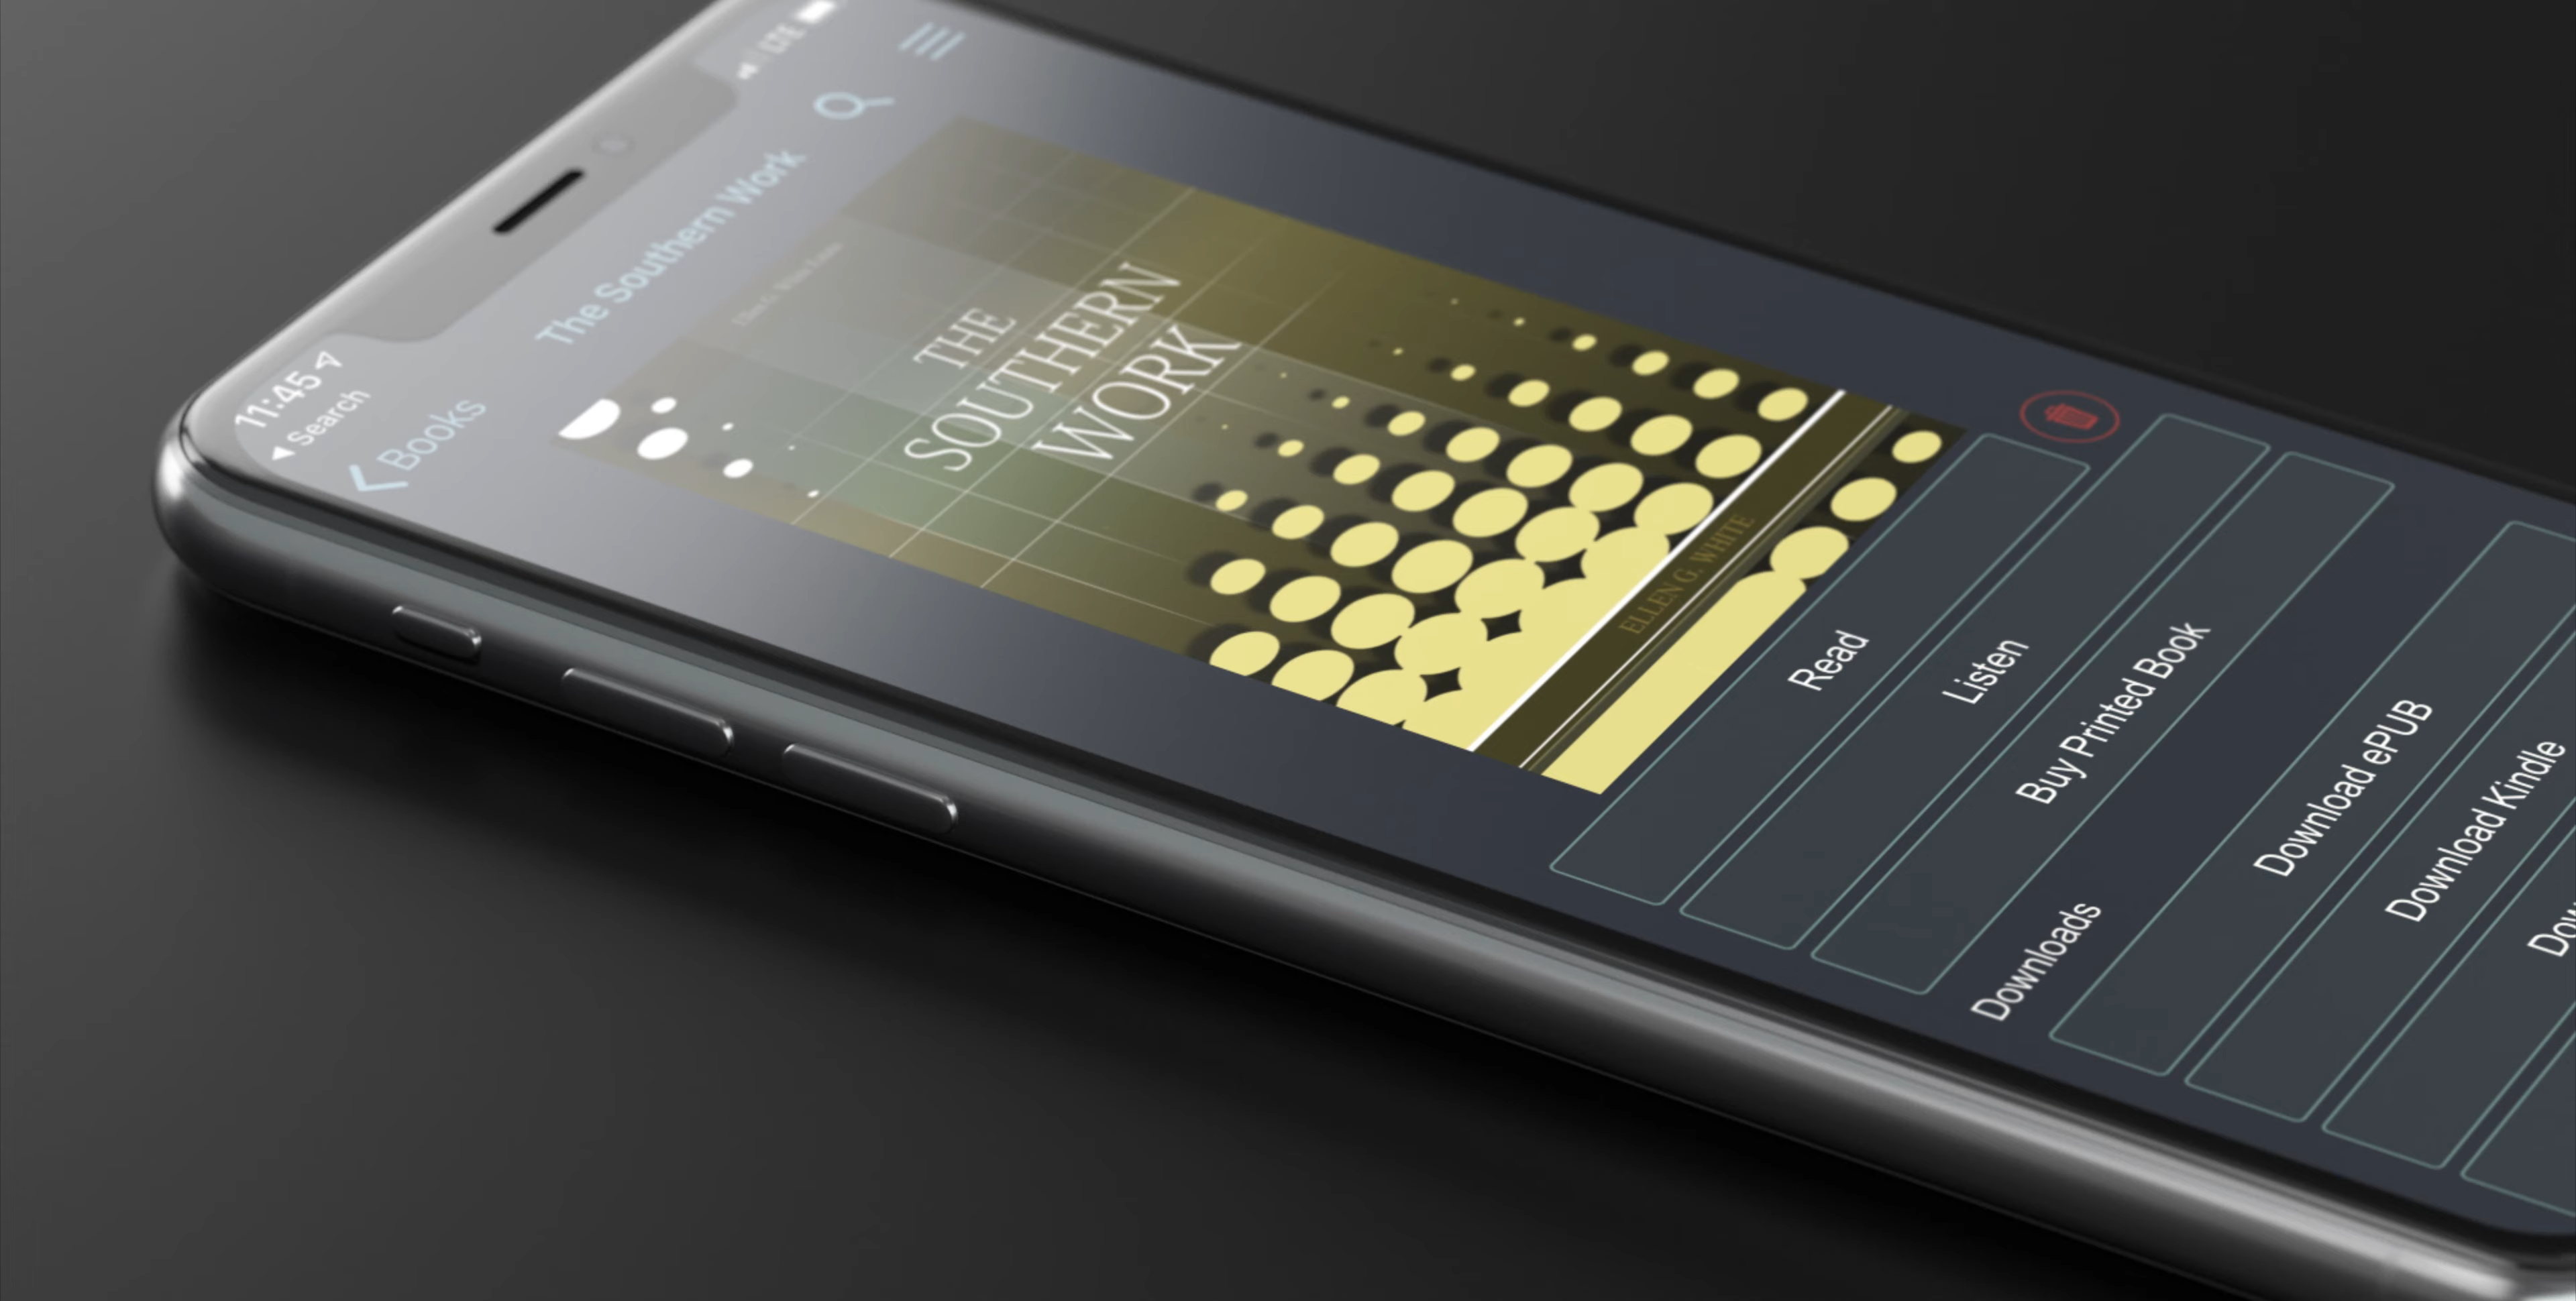 11:45
LTE
◀ Search
Books
The Southern Work
THE
SOUTHERN
WORK
ELLEN G. WHITE
Read
Listen
Buy Printed Book
Downloads
Download ePUB
Download Kindle